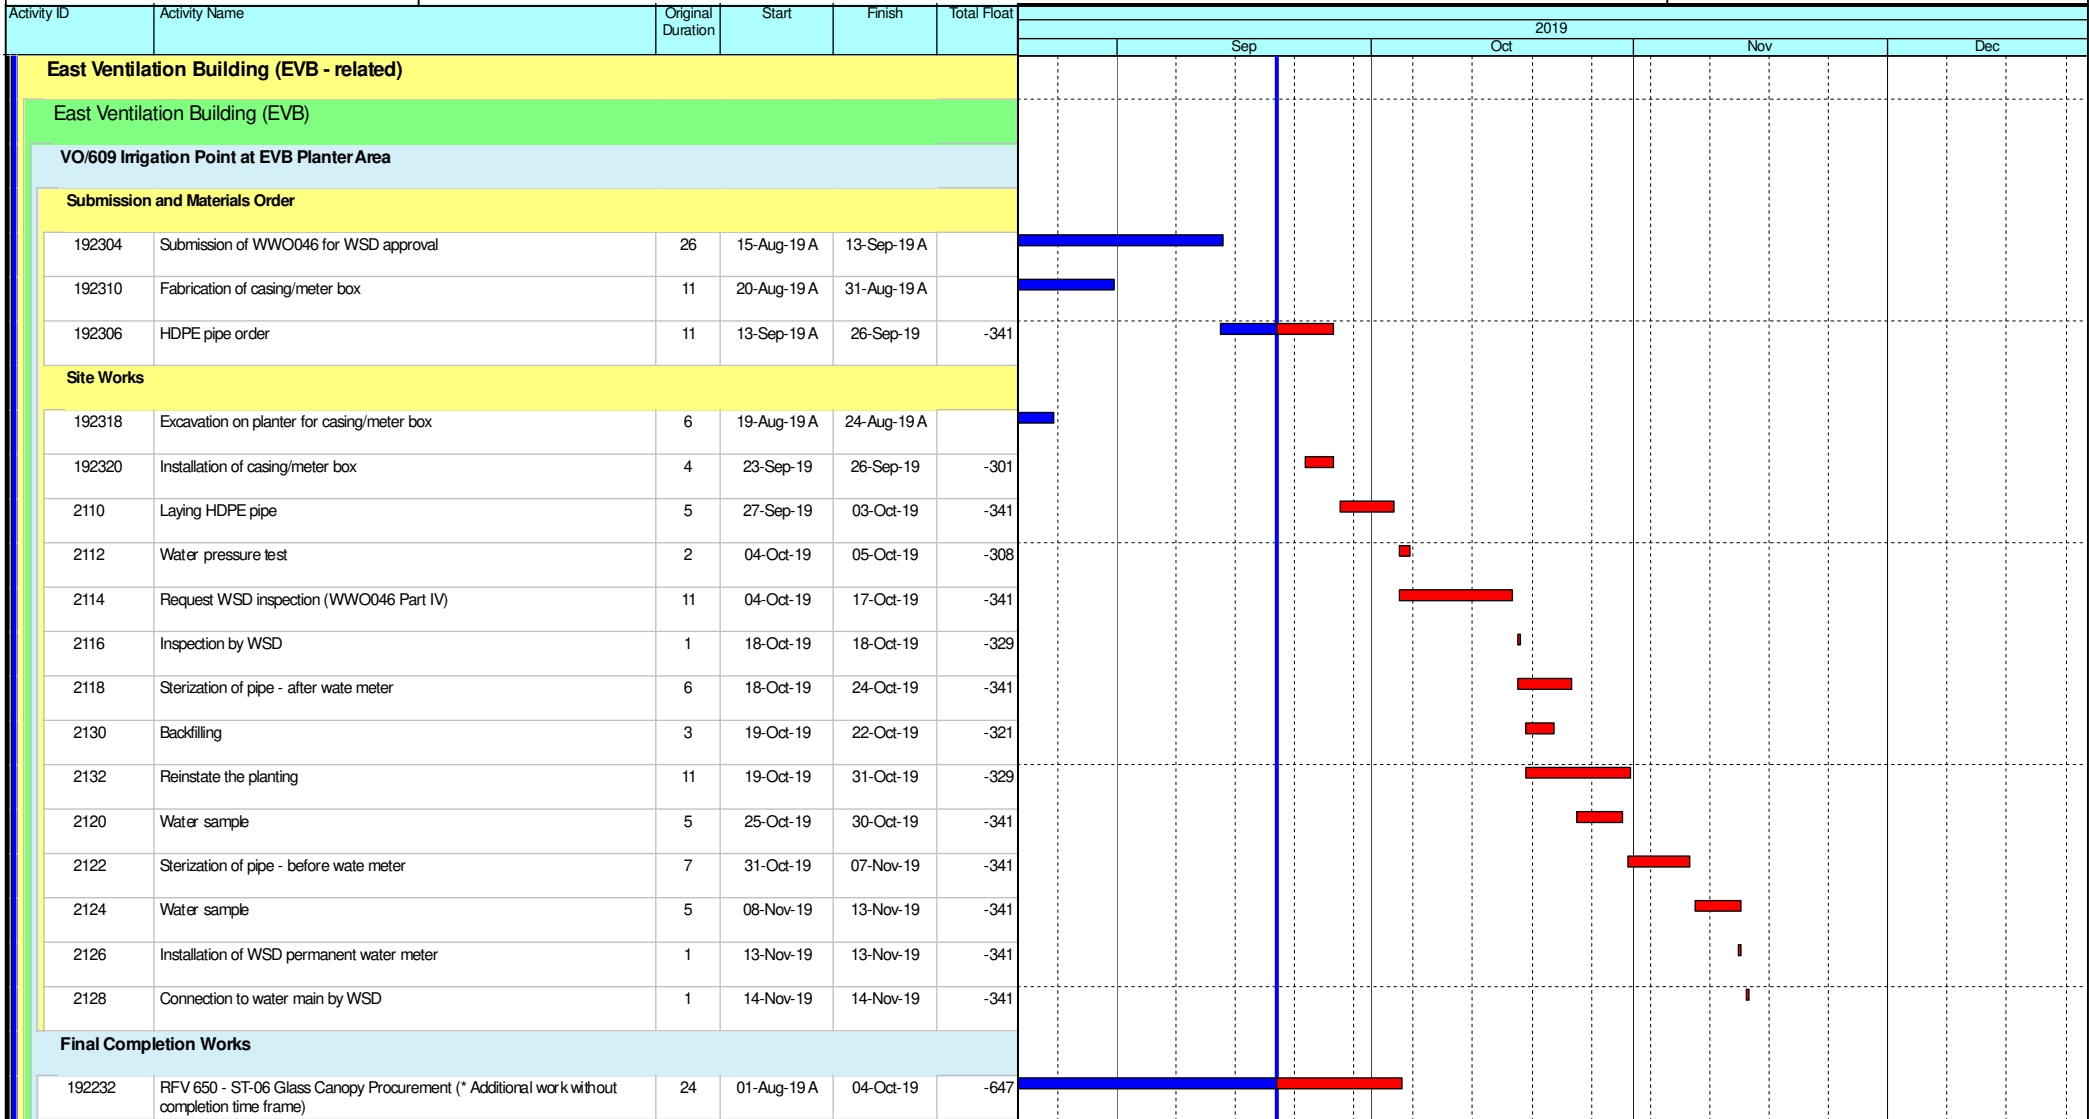 Activity ID Activity Name Original Duration Start Finish Total Float
2019
Sep Oct Nov Dec
East Ventilation Building (EVB - related)
East Ventilation Building (EVB)
VO/609 Irrigation Point at EVB Planter Area
Submission and Materials Order
192304 Submission of WWO046 for WSD approval 26 15-Aug-19 A 13-Sep-19 A
192310 Fabrication of casing/meter box 11 20-Aug-19 A 31-Aug-19 A
192306 HDPE pipe order 11 13-Sep-19 A 26-Sep-19 -341
Site Works
192318 Excavation on planter for casing/meter box 6 19-Aug-19 A 24-Aug-19 A
192320 Installation of casing/meter box 4 23-Sep-19 26-Sep-19 -301
2110 Laying HDPE pipe 5 27-Sep-19 03-Oct-19 -341
2112 Water pressure test 2 04-Oct-19 05-Oct-19 -308
2114 Request WSD inspection (WWO046 Part IV) 11 04-Oct-19 17-Oct-19 -341
2116 Inspection by WSD 1 18-Oct-19 18-Oct-19 -329
2118 Sterization of pipe - after wate meter 6 18-Oct-19 24-Oct-19 -341
2130 Backfilling 3 19-Oct-19 22-Oct-19 -321
2132 Reinstate the planting 11 19-Oct-19 31-Oct-19 -329
2120 Water sample 5 25-Oct-19 30-Oct-19 -341
2122 Sterization of pipe - before wate meter 7 31-Oct-19 07-Nov-19 -341
2124 Water sample 5 08-Nov-19 13-Nov-19 -341
2126 Installation of WSD permanent water meter 1 13-Nov-19 13-Nov-19 -341
2128 Connection to water main by WSD 1 14-Nov-19 14-Nov-19 -341
Final Completion Works
192232 RFV 650 - ST-06 Glass Canopy Procurement (* Additional work without 24 01-Aug-19 A 04-Oct-19 -647
completion time frame)